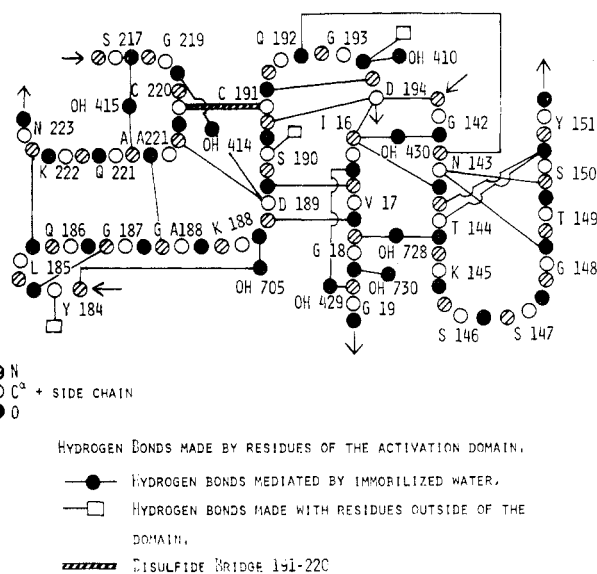 S 217
G 219
Q 192
G 193
OH 410
C 220
C 191
D 194
OH 415
I 16
G 142
Y 151
N 223
A A221
OH 414
S 190
OH 430
N 143
S 150
K 222
Q 221
D 189
V 17
T 144
T 149
Q 186
G 187
G A188
K 188
G 18
OH 728
K 145
G 148
L 185
Y 184
OH 705
OH 429
OH 730
G 19
S 146
S 147
N
Cα + SIDE CHAIN
O
HYDROGEN BONDS MADE BY RESIDUES OF THE ACTIVATION DOMAIN.
HYDROGEN BONDS MEDIATED BY IMMOBILIZED WATER.
HYDROGEN BONDS MADE WITH RESIDUES OUTSIDE OF THE
DOMAIN.
DISULFIDE BRIDGE 191-220